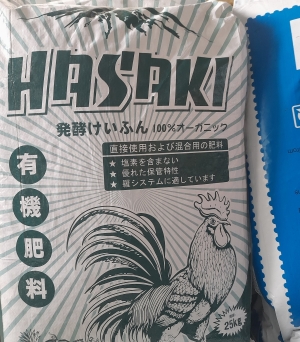 HASAKI
発酵けいふん 100%オーガニック
直接使用および混合用の肥料
★ 塩素を含まない
★ 優れた保管特性
★ 窪システムに適しています
有機肥料
25KG